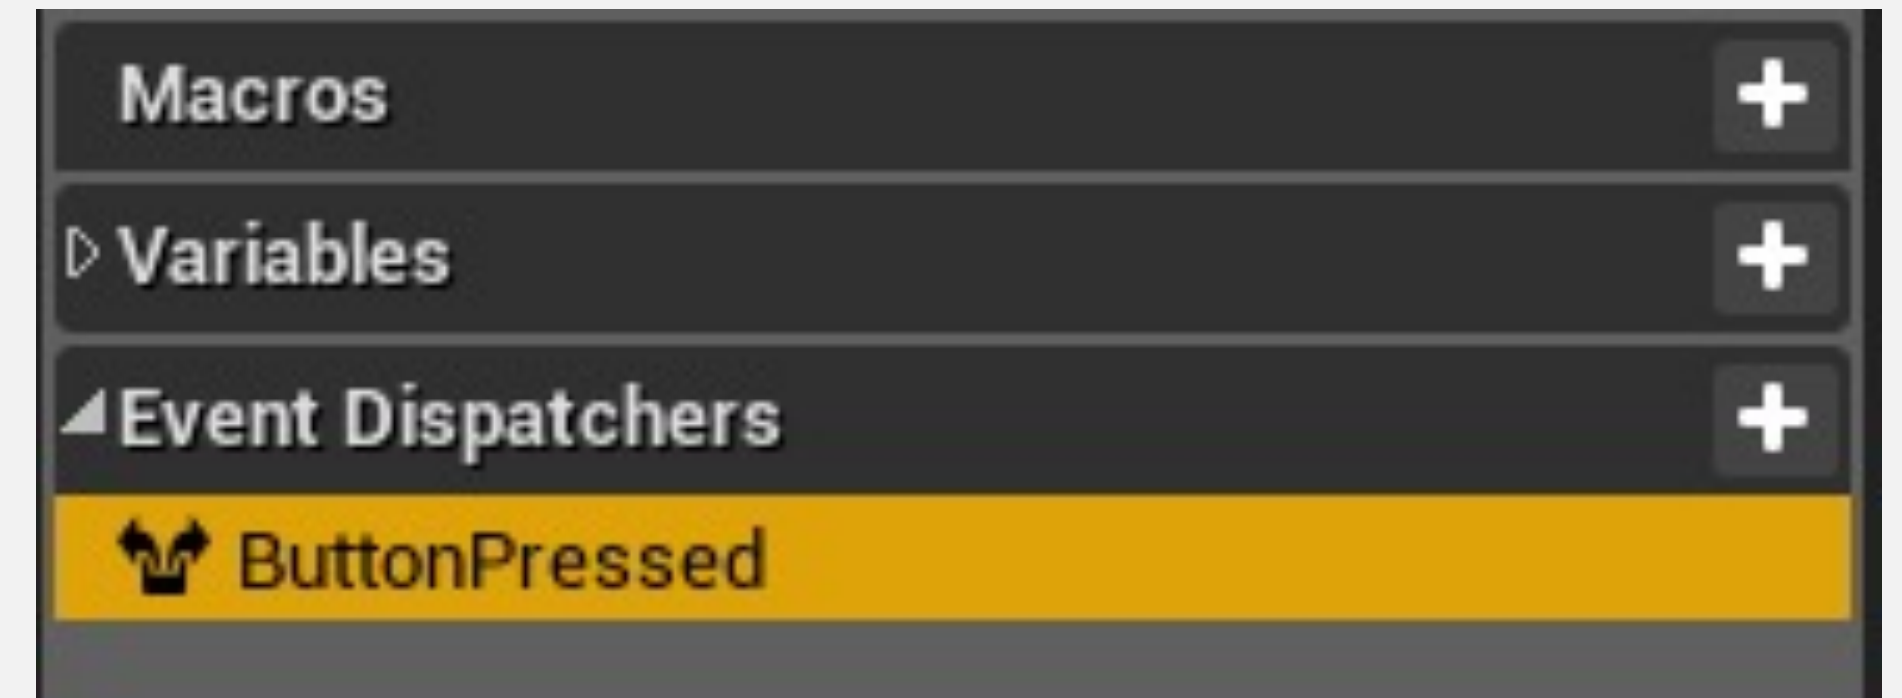 Macros
Variables
Event Dispatchers
ButtonPressed